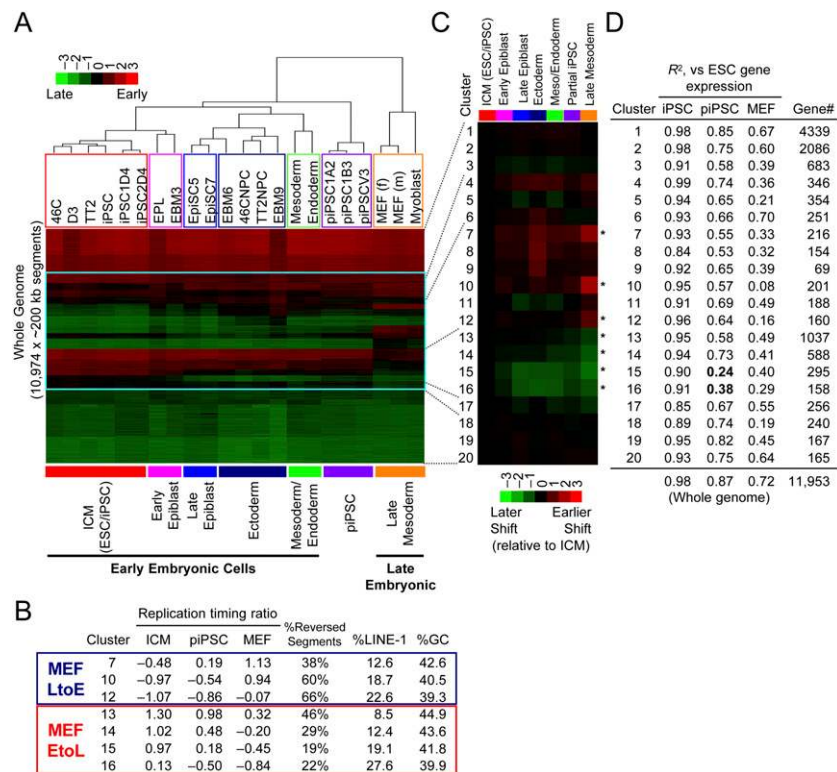 A
−3
−2
−1
0
1
2
3
Late
Early
46C
D3
TT2
iPSC
iPSC1D4
iPSC2D4
EPL
EBM3
EpiSC5
EpiSC7
EBM6
46CNPC
TT2NPC
EBM9
Mesoderm
Endoderm
piPSC1A2
piPSC1B3
piPSCV3
MEF (f)
MEF (m)
Myoblast
Whole Genome
(10,974 x ~200 kb segments)
ICM
(ESC/iPSC)
Early
Epiblast
Late
Epiblast
Ectoderm
Mesoderm/
Endoderm
piPSC
Late
Mesoderm
Early Embryonic Cells
Late
Embryonic
C
Cluster
ICM (ESC/iPSC)
Early Epiblast
Late Epiblast
Ectoderm
Meso/Endoderm
Partial iPSC
Late Mesoderm
1
2
3
4
5
6
7 *
8
9
10 *
11
12 *
13 *
14 *
15 *
16 *
17
18
19
20
−3
−2
−1
0
1
2
3
Later
Shift
Earlier
Shift
(relative to ICM)
D
R², vs ESC gene
expression
Cluster iPSC piPSC MEF Gene#
1 0.98 0.85 0.67 4339
2 0.98 0.75 0.60 2086
3 0.91 0.58 0.39 683
4 0.99 0.74 0.36 346
5 0.94 0.65 0.21 354
6 0.93 0.66 0.70 251
7 0.93 0.55 0.33 216
8 0.84 0.53 0.32 154
9 0.92 0.65 0.39 69
10 0.95 0.57 0.08 201
11 0.91 0.69 0.49 188
12 0.96 0.64 0.16 160
13 0.95 0.58 0.49 1037
14 0.94 0.73 0.41 588
15 0.90 0.24 0.40 295
16 0.91 0.38 0.29 158
17 0.85 0.67 0.55 256
18 0.89 0.74 0.19 240
19 0.95 0.82 0.45 167
20 0.93 0.75 0.64 165
0.98 0.87 0.72 11,953
(Whole genome)
B
Replication timing ratio
Cluster ICM piPSC MEF %Reversed Segments %LINE-1 %GC
MEF
LtoE
7 −0.48 0.19 1.13 38% 12.6 42.6
10 −0.97 −0.54 0.94 60% 18.7 40.5
12 −1.07 −0.86 −0.07 66% 22.6 39.3
MEF
EtoL
13 1.30 0.98 0.32 46% 8.5 44.9
14 1.02 0.48 −0.20 29% 12.4 43.6
15 0.97 0.18 −0.45 19% 19.1 41.8
16 0.13 −0.50 −0.84 22% 27.6 39.9